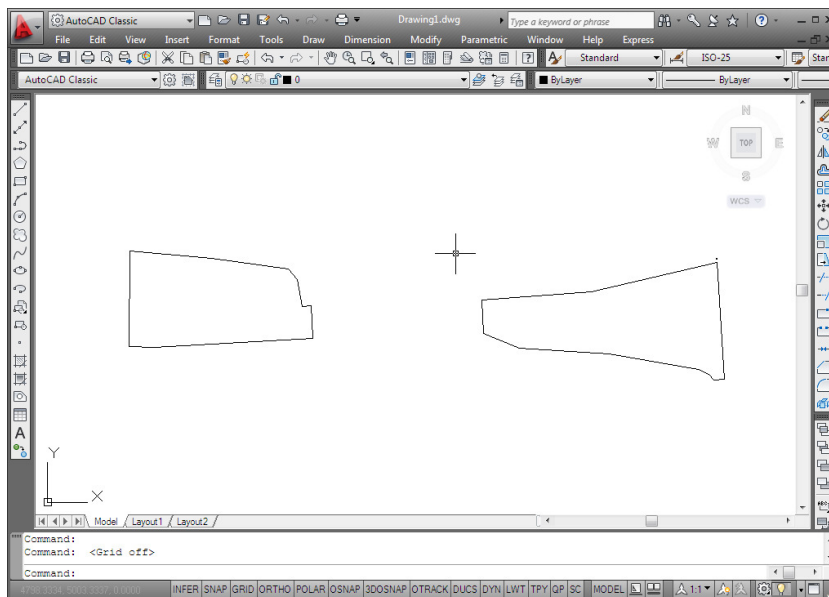 AutoCAD Classic
Drawing1.dwg
Type a keyword or phrase
File Edit View Insert Format Tools Draw Dimension Modify Parametric Window Help Express
Standard ISO-25 Stan
AutoCAD Classic 0 ByLayer ByLayer
N
W TOP E
S
WCS
Y
X
A
Model Layout1 Layout2
Command:
Command: <Grid off>
Command:
INFER SNAP GRID ORTHO POLAR OSNAP 3DOSNAP OTRACK DUCS DYN LWT TPY QP SC MODEL 1:1